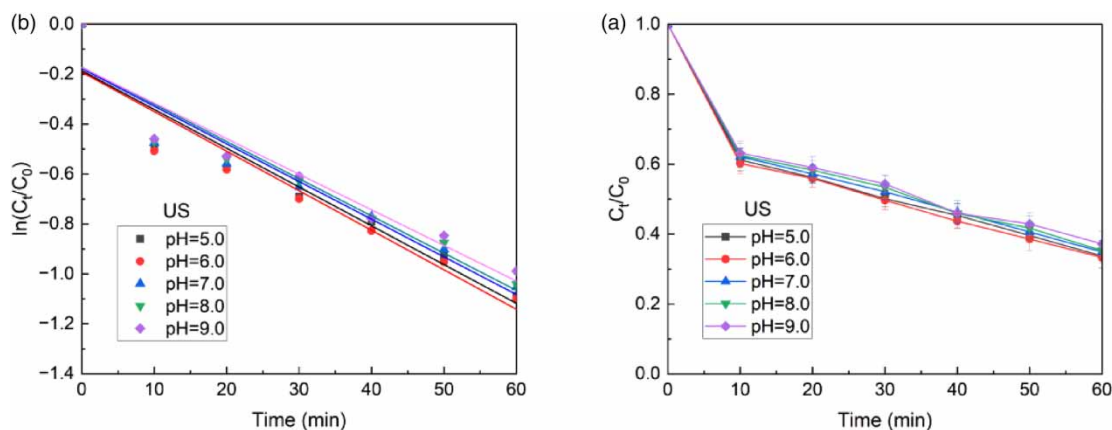 (b)
0.0
−0.2
−0.4
−0.6
−0.8
−1.0
−1.2
−1.4
ln(Cₜ/C₀)
US
pH=5.0
pH=6.0
pH=7.0
pH=8.0
pH=9.0
0
10
20
30
40
50
60
Time (min)
(a)
1.0
0.8
0.6
0.4
0.2
0.0
Cₜ/C₀
US
pH=5.0
pH=6.0
pH=7.0
pH=8.0
pH=9.0
0
10
20
30
40
50
60
Time (min)